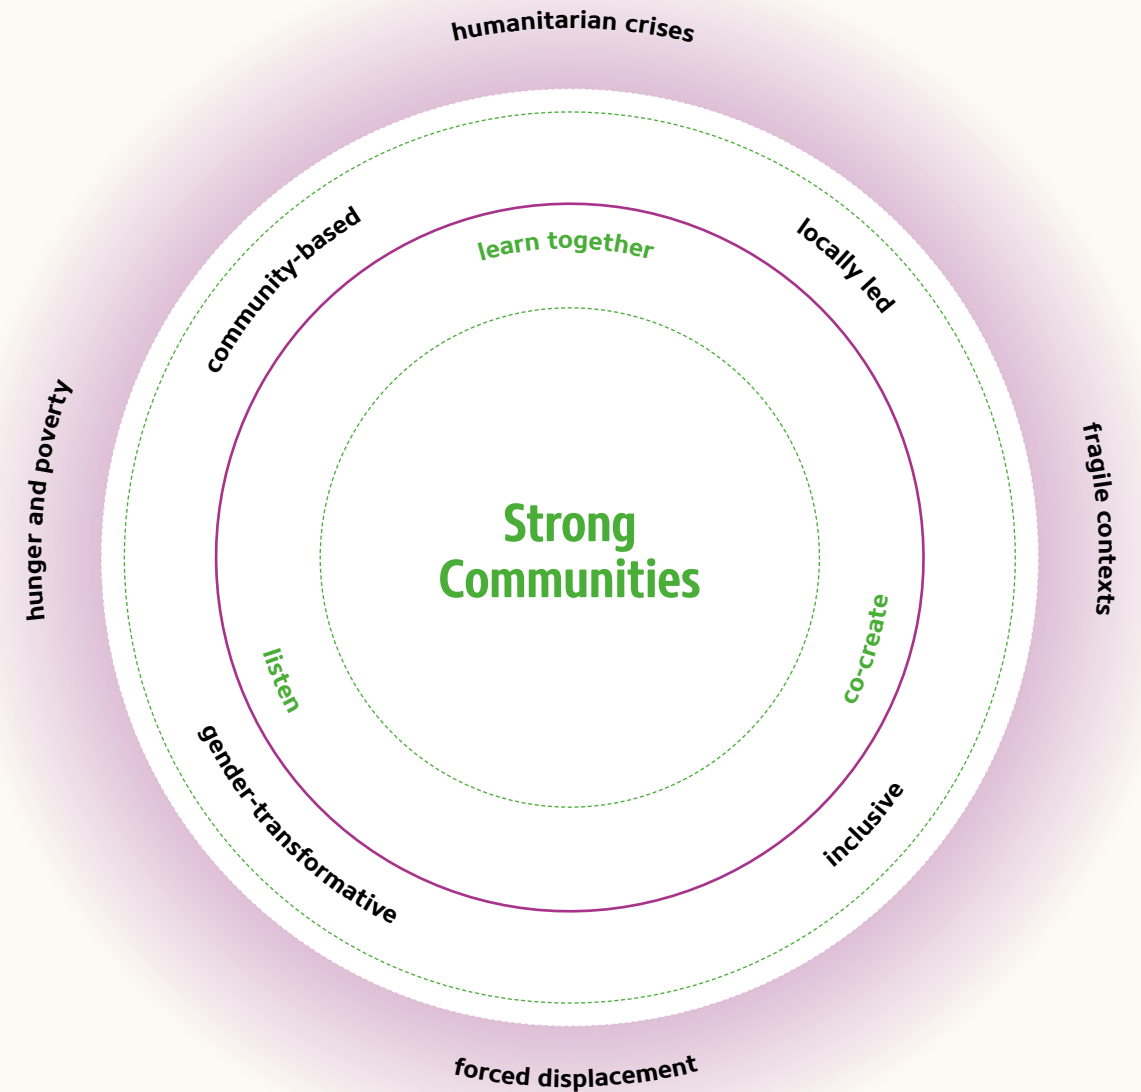 humanitarian crises
community-based
locally led
learn together
hunger and poverty
fragile contexts
Strong
Communities
listen
co-create
gender-transformative
inclusive
forced displacement